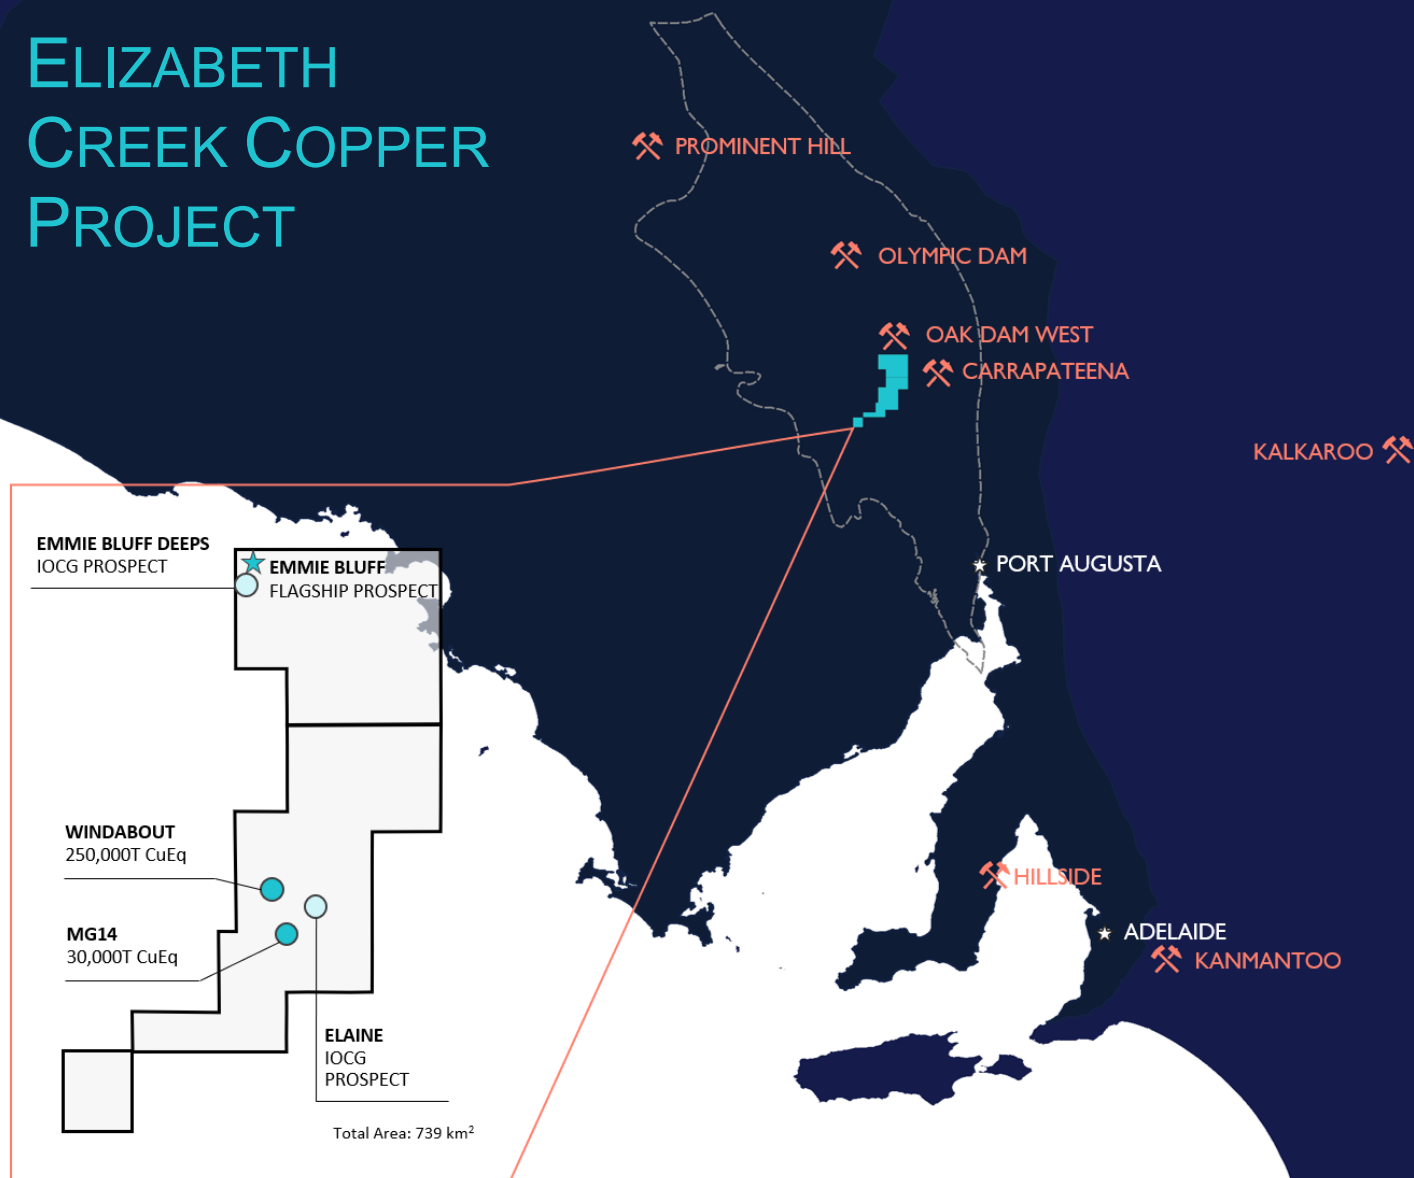 ELIZABETH
CREEK COPPER
PROJECT
PROMINENT HILL
OLYMPIC DAM
OAK DAM WEST
CARRAPATEENA
KALKAROO
PORT AUGUSTA
HILLSIDE
ADELAIDE
KANMANTOO
EMMIE BLUFF DEEPS
IOCG PROSPECT
EMMIE BLUFF
FLAGSHIP PROSPECT
WINDABOUT
250,000T CuEq
MG14
30,000T CuEq
ELAINE
IOCG
PROSPECT
Total Area: 739 km²